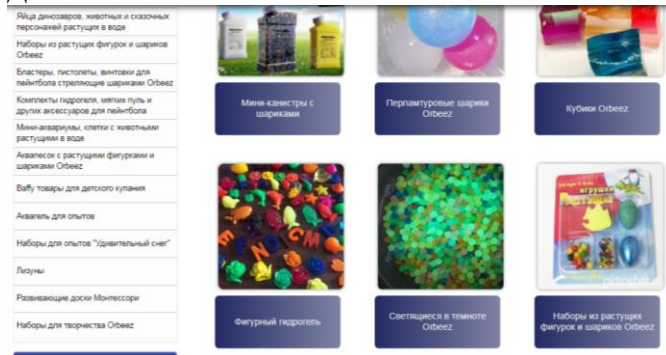 Яйца динозавров, животных и сказочных
персонажей растущих в воде
Наборы из растущих фигурок и шариков
Orbeez
Бластеры, пистолеты, винтовки для
пейнтбола стреляющие шариками Orbeez
Комплекты гидрогеля, мягких пуль и
других аксессуаров для пейнтбола
Мини-аквариумы, клетки с животными
растущими в воде
Аквапесок с растущими фигурками и
шариками Orbeez
Baffy товары для детского купания
Аквагель для опытов
Наборы для опытов "Удивительный снег"
Лизуны
Развивающие доски Монтессори
Наборы для творчества Orbeez
Мини-канистры с
шариками
Перламутровые шарики
Orbeez
Кубики Orbeez
Фигурный гидрогель
Светящиеся в темноте
Orbeez
игрушки
Наборы из растущих
фигурок и шариков Orbeez